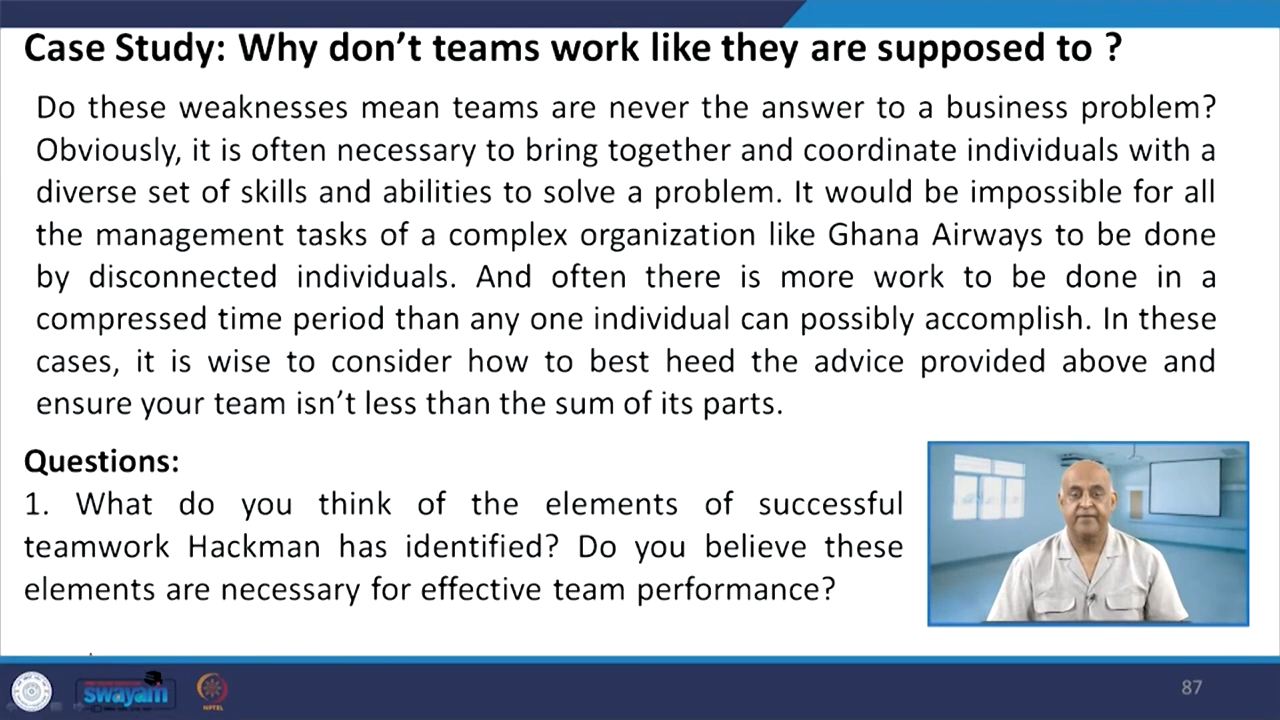 Case Study: Why don’t teams work like they are supposed to ?
Do these weaknesses mean teams are never the answer to a business problem?
Obviously, it is often necessary to bring together and coordinate individuals with a
diverse set of skills and abilities to solve a problem. It would be impossible for all
the management tasks of a complex organization like Ghana Airways to be done
by disconnected individuals. And often there is more work to be done in a
compressed time period than any one individual can possibly accomplish. In these
cases, it is wise to consider how to best heed the advice provided above and
ensure your team isn’t less than the sum of its parts.
Questions:
1. What do you think of the elements of successful
teamwork Hackman has identified? Do you believe these
elements are necessary for effective team performance?
swayam
NPTEL
87